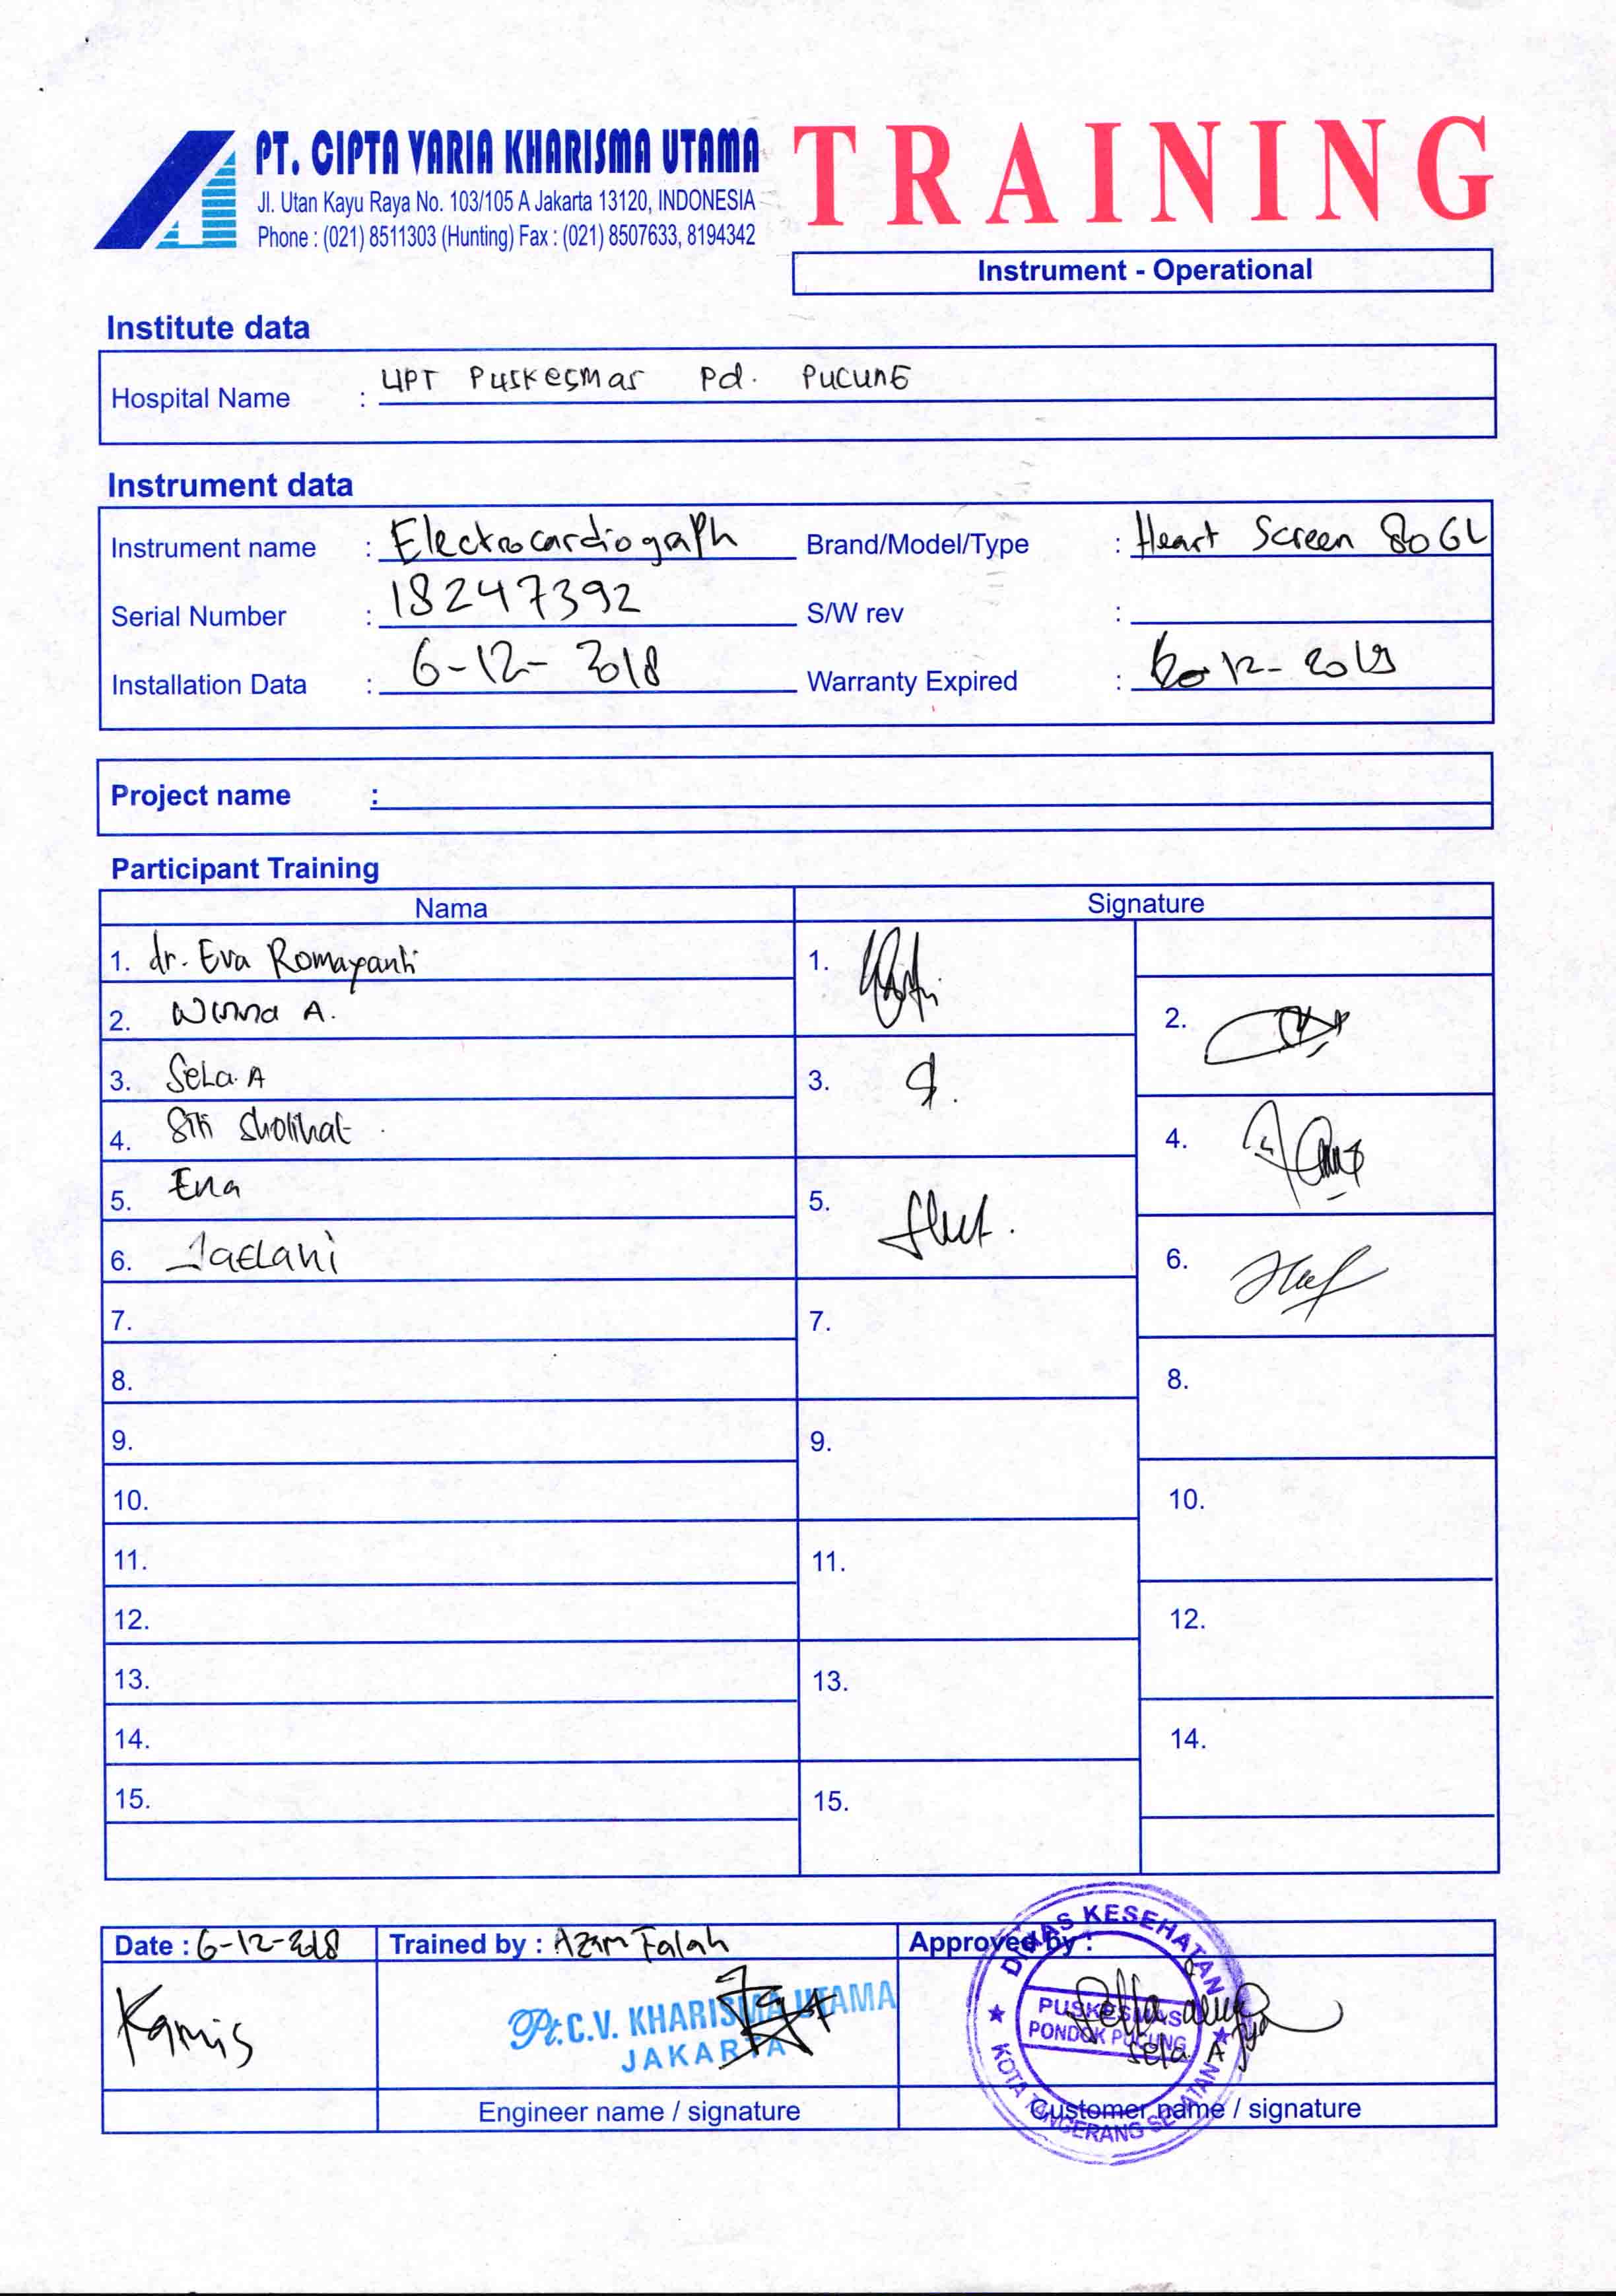 PT. CIPTA VARIA KHARISMA UTAMA
Jl. Utan Kayu Raya No. 103/105 A Jakarta 13120, INDONESIA
Phone : (021) 8511303 (Hunting) Fax : (021) 8507633, 8194342
TRAINING
Instrument - Operational
Institute data
Hospital Name : UPT Puskesmas Pd. Pucung
Instrument data
Instrument name : Electrocardiograph Brand/Model/Type : Heart Screen 80 GL
Serial Number : 18247392 S/W rev :
Installation Data : 6-12-2018 Warranty Expired : 12-2019
Project name :
Participant Training
Nama Signature
1. dr. Eva Romayanti 1.
2. Winna A. 2.
3. Sela. A 3.
4. Siti Sholihat 4.
5. Ena 5.
6. Jaelani 6.
7. 7.
8. 8.
9. 9.
10. 10.
11. 11.
12. 12.
13. 13.
14. 14.
15. 15.
Date : 6-12-2018 Trained by : Azam Falah Approved by :
Kamis
Pt. C.V. KHARISMA UTAMA
JAKARTA
DINAS KESEHATAN
PUSKESMAS
PONDOK PUCUNG
Sela A
KOTA TANGERANG SELATAN
Engineer name / signature Customer name / signature